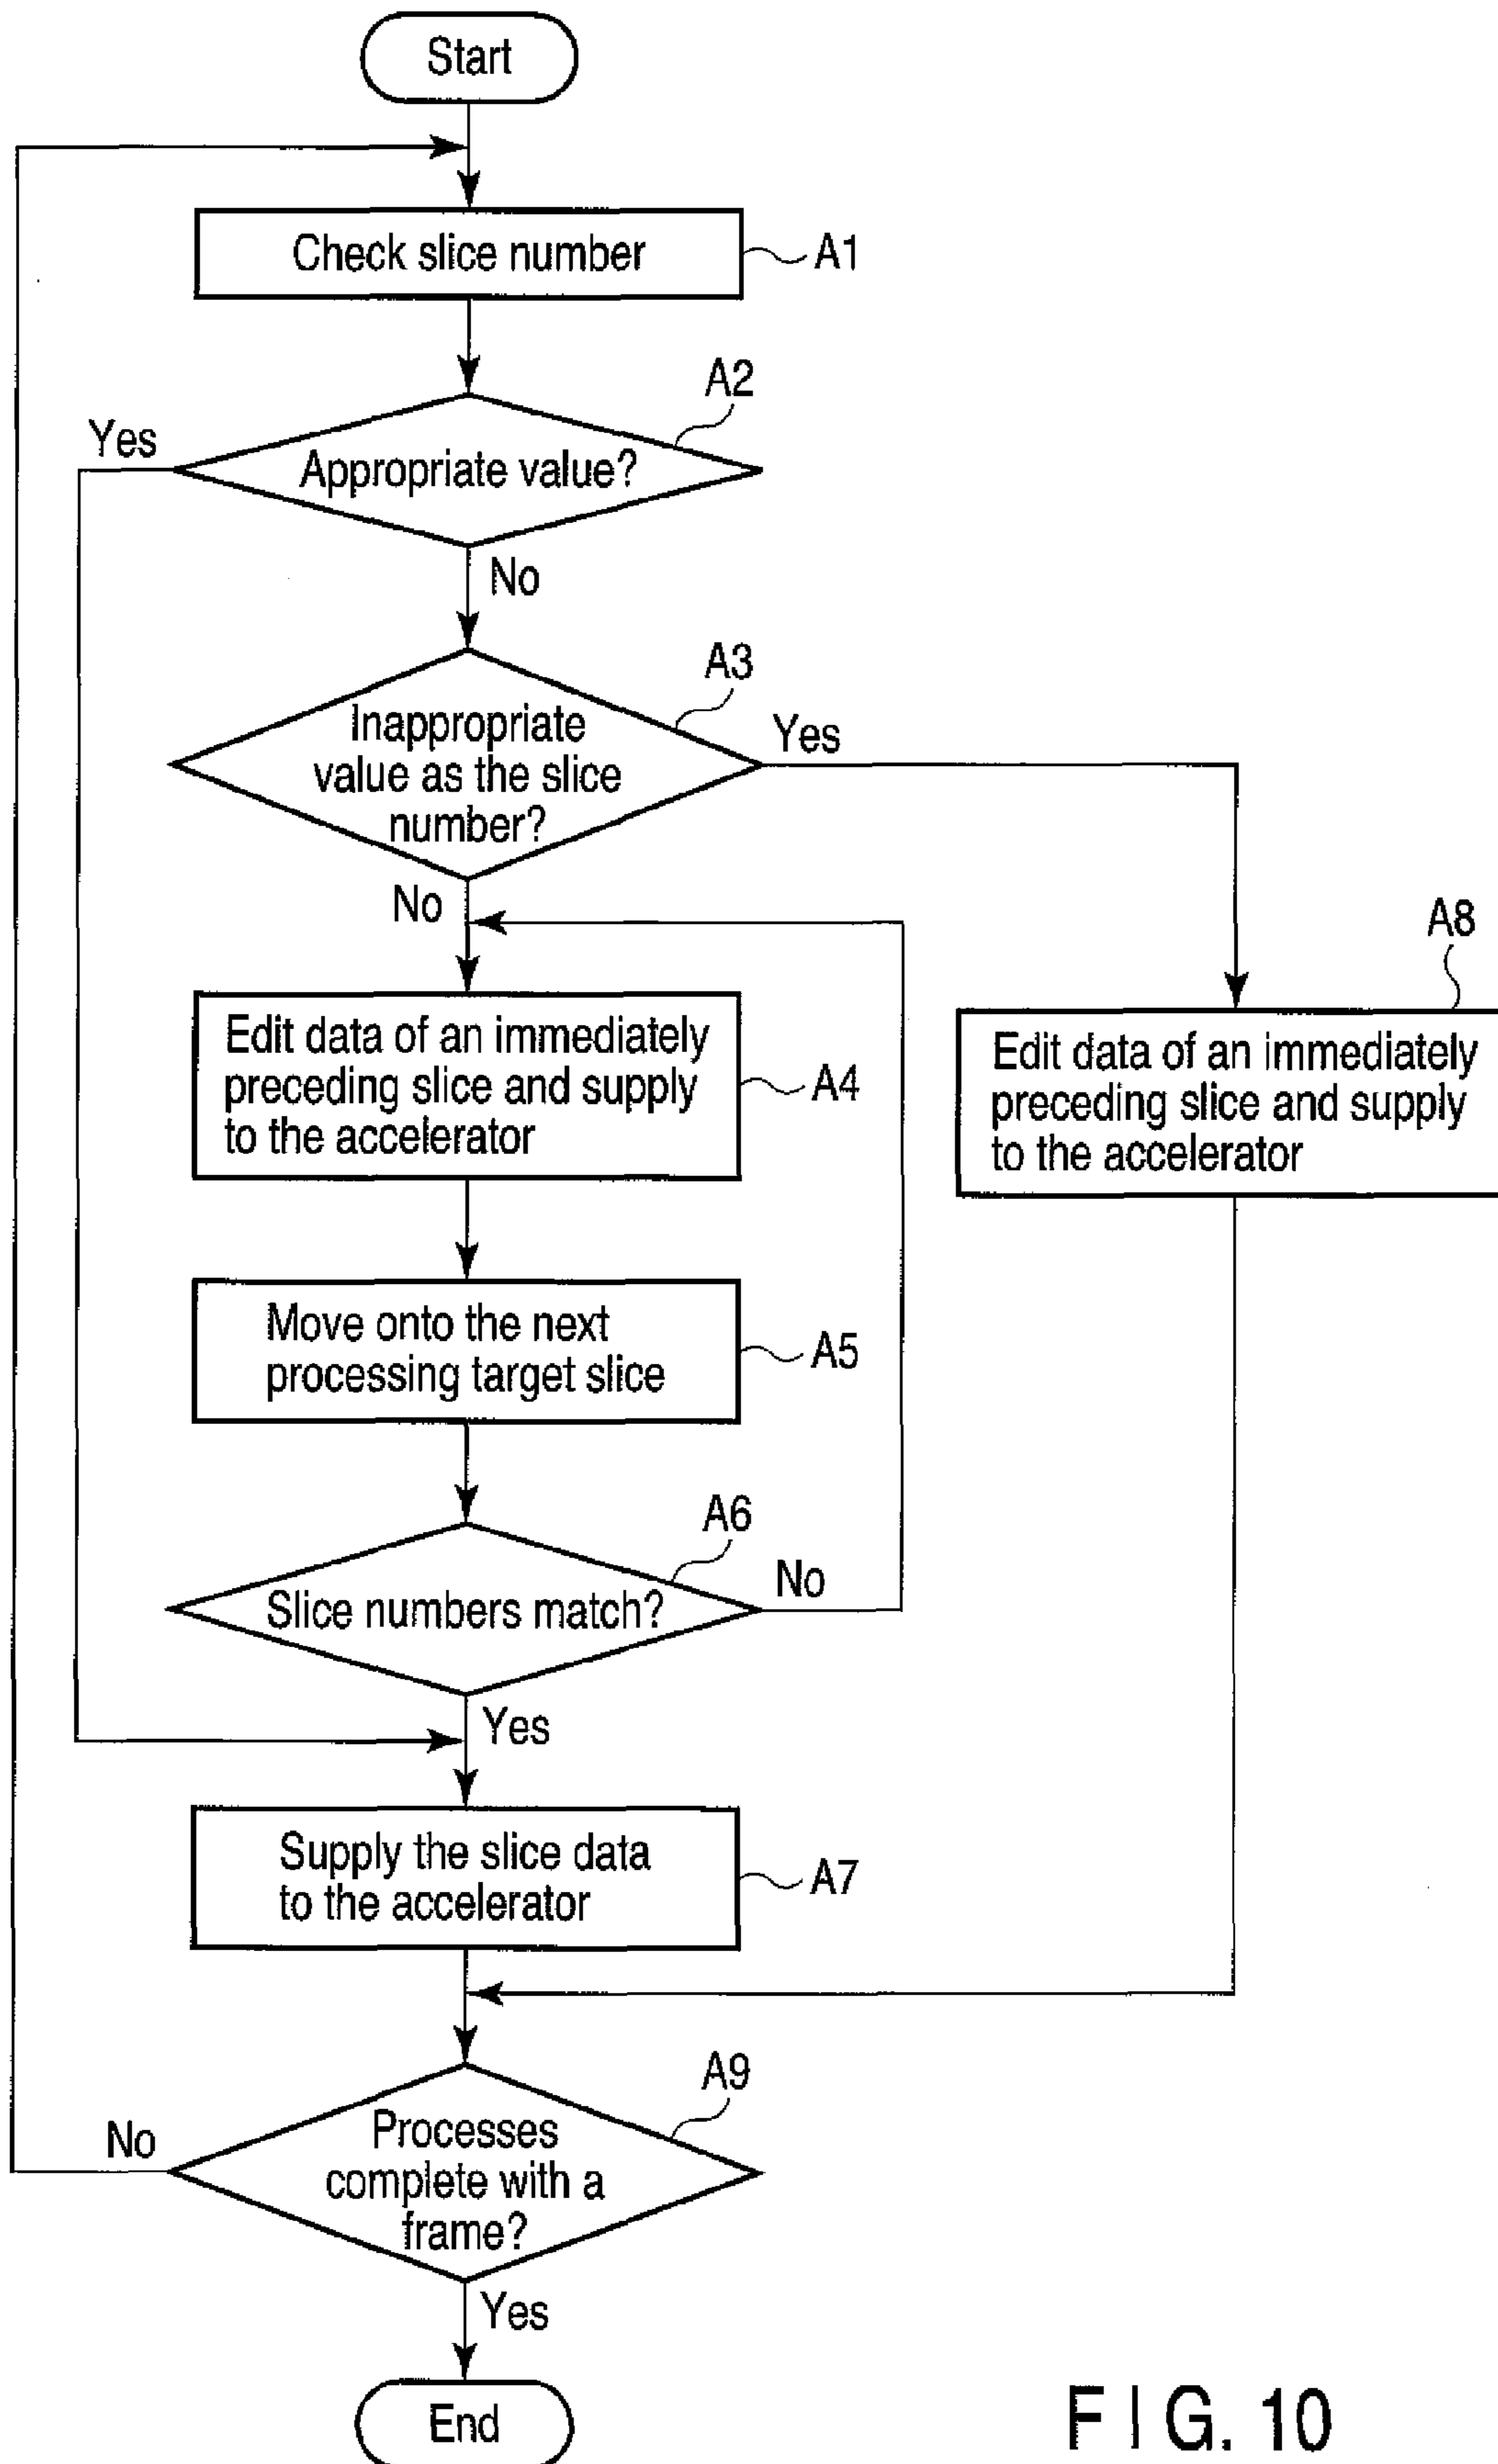 Start
Check slice number
A1
A2
Yes
Appropriate value?
No
A3
Inappropriate
value as the slice
number?
Yes
No
A8
Edit data of an immediately
preceding slice and supply
to the accelerator
A4
Edit data of an immediately
preceding slice and supply
to the accelerator
Move onto the next
processing target slice
A5
A6
Slice numbers match?
No
Yes
Supply the slice data
to the accelerator
A7
A9
No
Processes
complete with a
frame?
Yes
End
FIG. 10